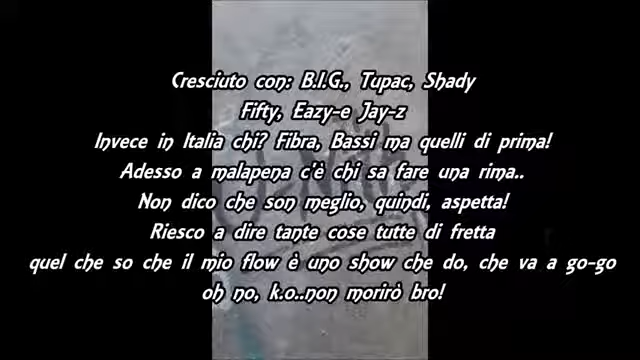 Cresciuto con: B.I.G., Tupac, Shady
Fifty, Eazy-e Jay-z
Invece in Italia chi? Fibra, Bassi ma quelli di prima!
Adesso a malapena c'è chi sa fare una rima..
Non dico che son meglio, quindi, aspetta!
Riesco a dire tante cose tutte di fretta
quel che so che il mio flow è uno show che do, che va a go-go
oh no, k.o..non morirò bro!